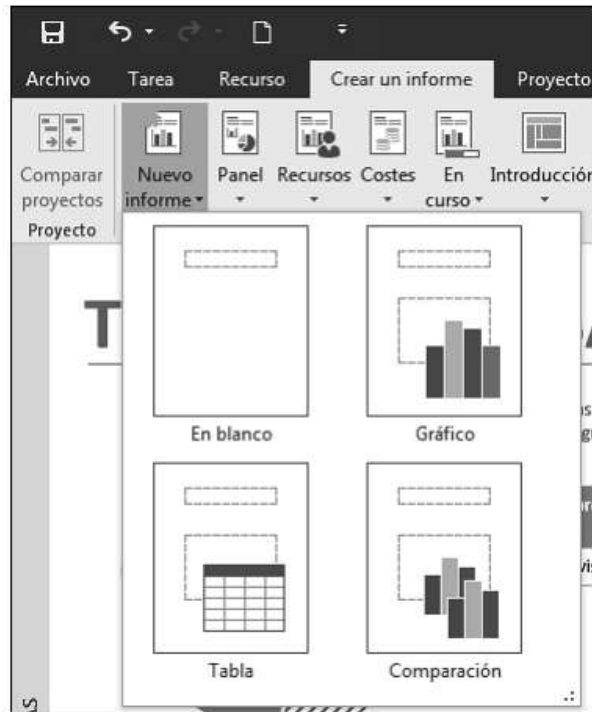 Archivo Tarea Recurso Crear un informe Proyecto
Comparar proyectos
Nuevo informe
Panel
Recursos
Costes
En curso
Introducción
Proyecto
T
En blanco
Gráfico
Tabla
Comparación